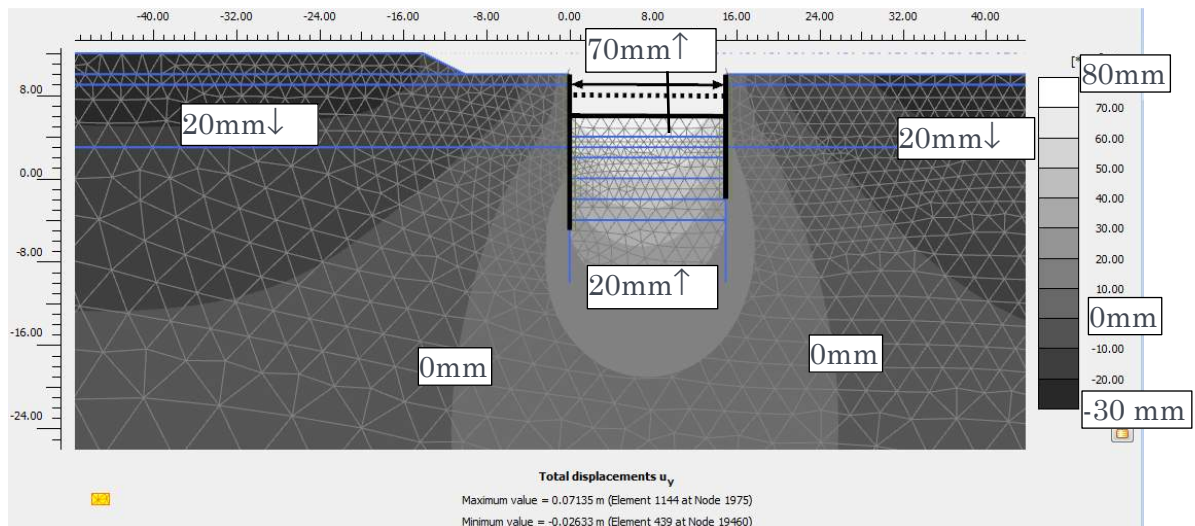 -40.00 -32.00 -24.00 -16.00 -8.00 0.00 8.00 16.00 24.00 32.00 40.00
70mm↑
80mm
8.00
70.00
20mm↓
60.00
20mm↓
50.00
0.00
40.00
30.00
20.00
-8.00
20mm↑
10.00
0mm
-16.00
0mm
0mm
-10.00
-20.00
-24.00
-30 mm
Total displacements uy
Maximum value = 0.07135 m (Element 1144 at Node 1975)
Minimum value = -0.02633 m (Element 439 at Node 19460)